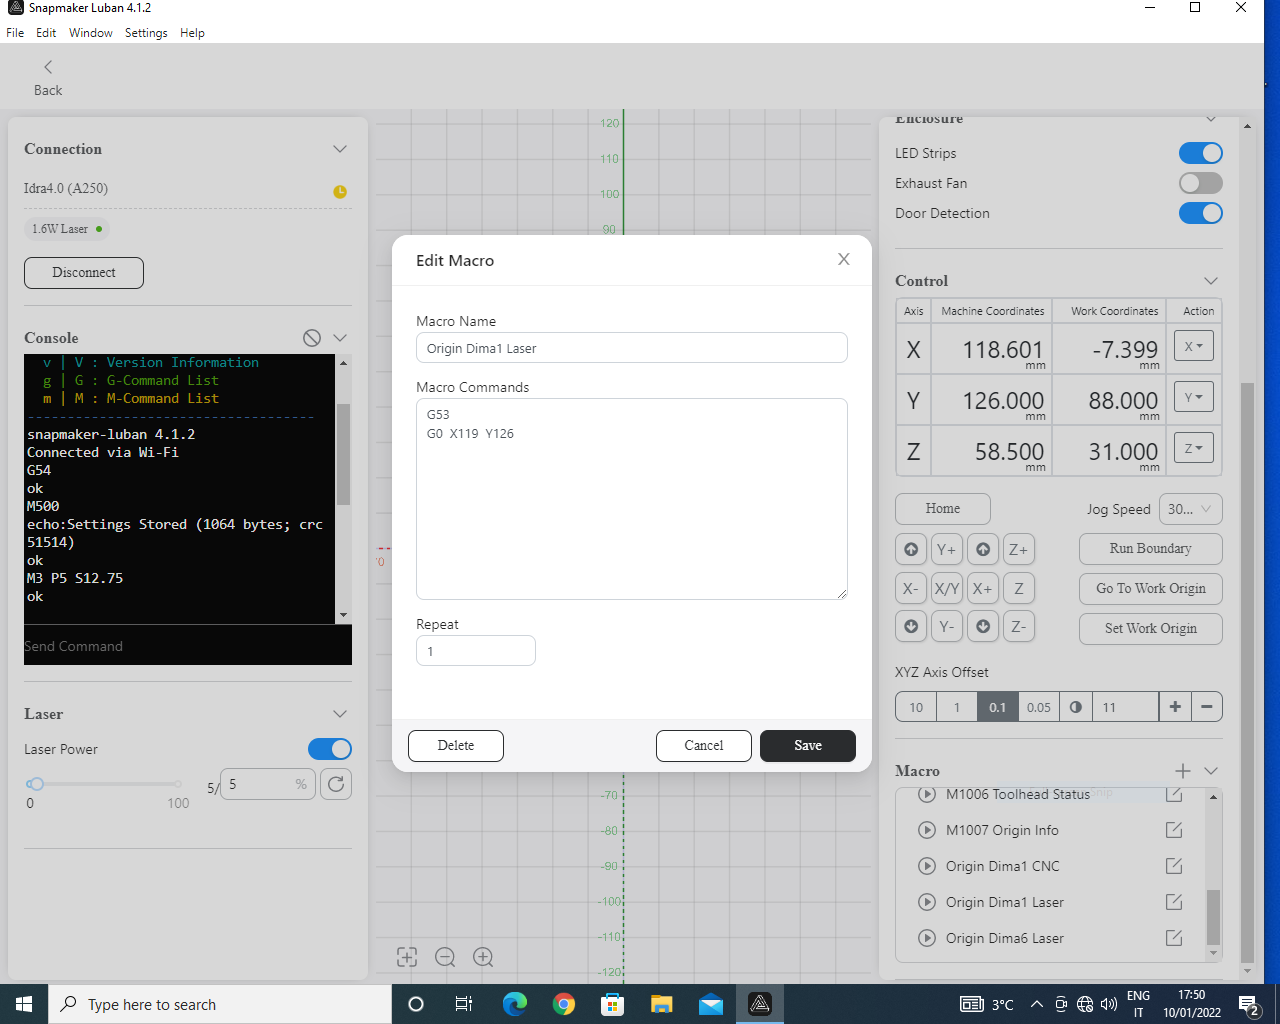 Snapmaker Luban 4.1.2
File Edit Window Settings Help
Back
Connection
Idra4.0 (A250)
1.6W Laser
Disconnect
Console
v | V : Version Information
g | G : G-Command List
m | M : M-Command List
--------------------------------
snapmaker-luban 4.1.2
Connected via Wi-Fi
G54
ok
M500
echo:Settings Stored (1064 bytes; crc
51514)
ok
M3 P5 S12.75
ok
Send Command
Laser
Laser Power
5/ 5 %
0 100
120
110
100
90
-70
-80
-90
-100
-110
-120
Edit Macro
Macro Name
Origin Dima1 Laser
Macro Commands
G53
G0 X119 Y126
Repeat
1
Delete Cancel Save
Enclosure
LED Strips
Exhaust Fan
Door Detection
Control
Axis Machine Coordinates Work Coordinates Action
X 118.601 mm -7.399 mm X
Y 126.000 mm 88.000 mm Y
Z 58.500 mm 31.000 mm Z
Home Jog Speed 30...
Y+ Z+ Run Boundary
X- X/Y X+ Z Go To Work Origin
Y- Z- Set Work Origin
XYZ Axis Offset
10 1 0.1 0.05 11
Macro
M1006 Toolhead Status
M1007 Origin Info
Origin Dima1 CNC
Origin Dima1 Laser
Origin Dima6 Laser
Type here to search
3°C
ENG
IT
17:50
10/01/2022
2